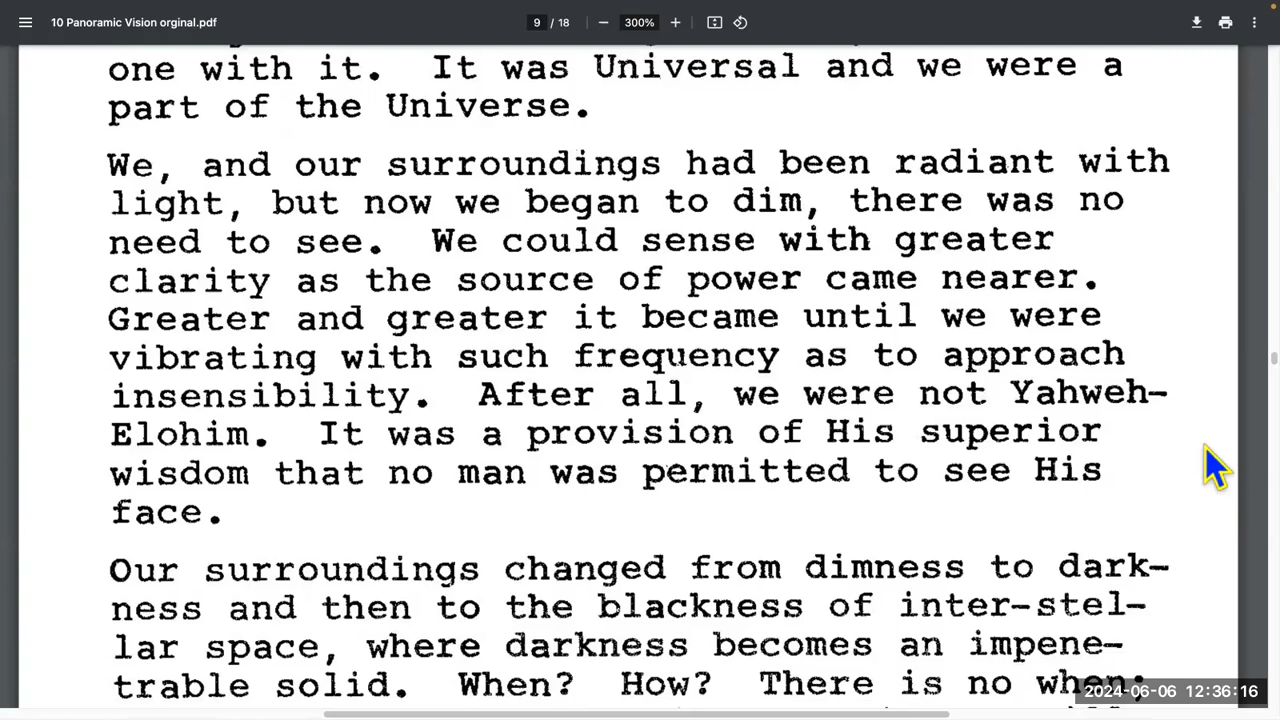 10 Panoramic Vision orginal.pdf
9 / 18
300%
one with it. It was Universal and we were a
part of the Universe.
We, and our surroundings had been radiant with
light, but now we began to dim, there was no
need to see. We could sense with greater
clarity as the source of power came nearer.
Greater and greater it became until we were
vibrating with such frequency as to approach
insensibility. After all, we were not Yahweh-
Elohim. It was a provision of His superior
wisdom that no man was permitted to see His
face.
Our surroundings changed from dimness to dark-
ness and then to the blackness of inter-stel-
lar space, where darkness becomes an impene-
trable solid. When? How? There is no when;
2024-06-06 12:36:16